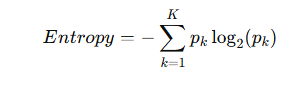 Entropy = − ∑_{k=1}^{K} p_k log_2(p_k)